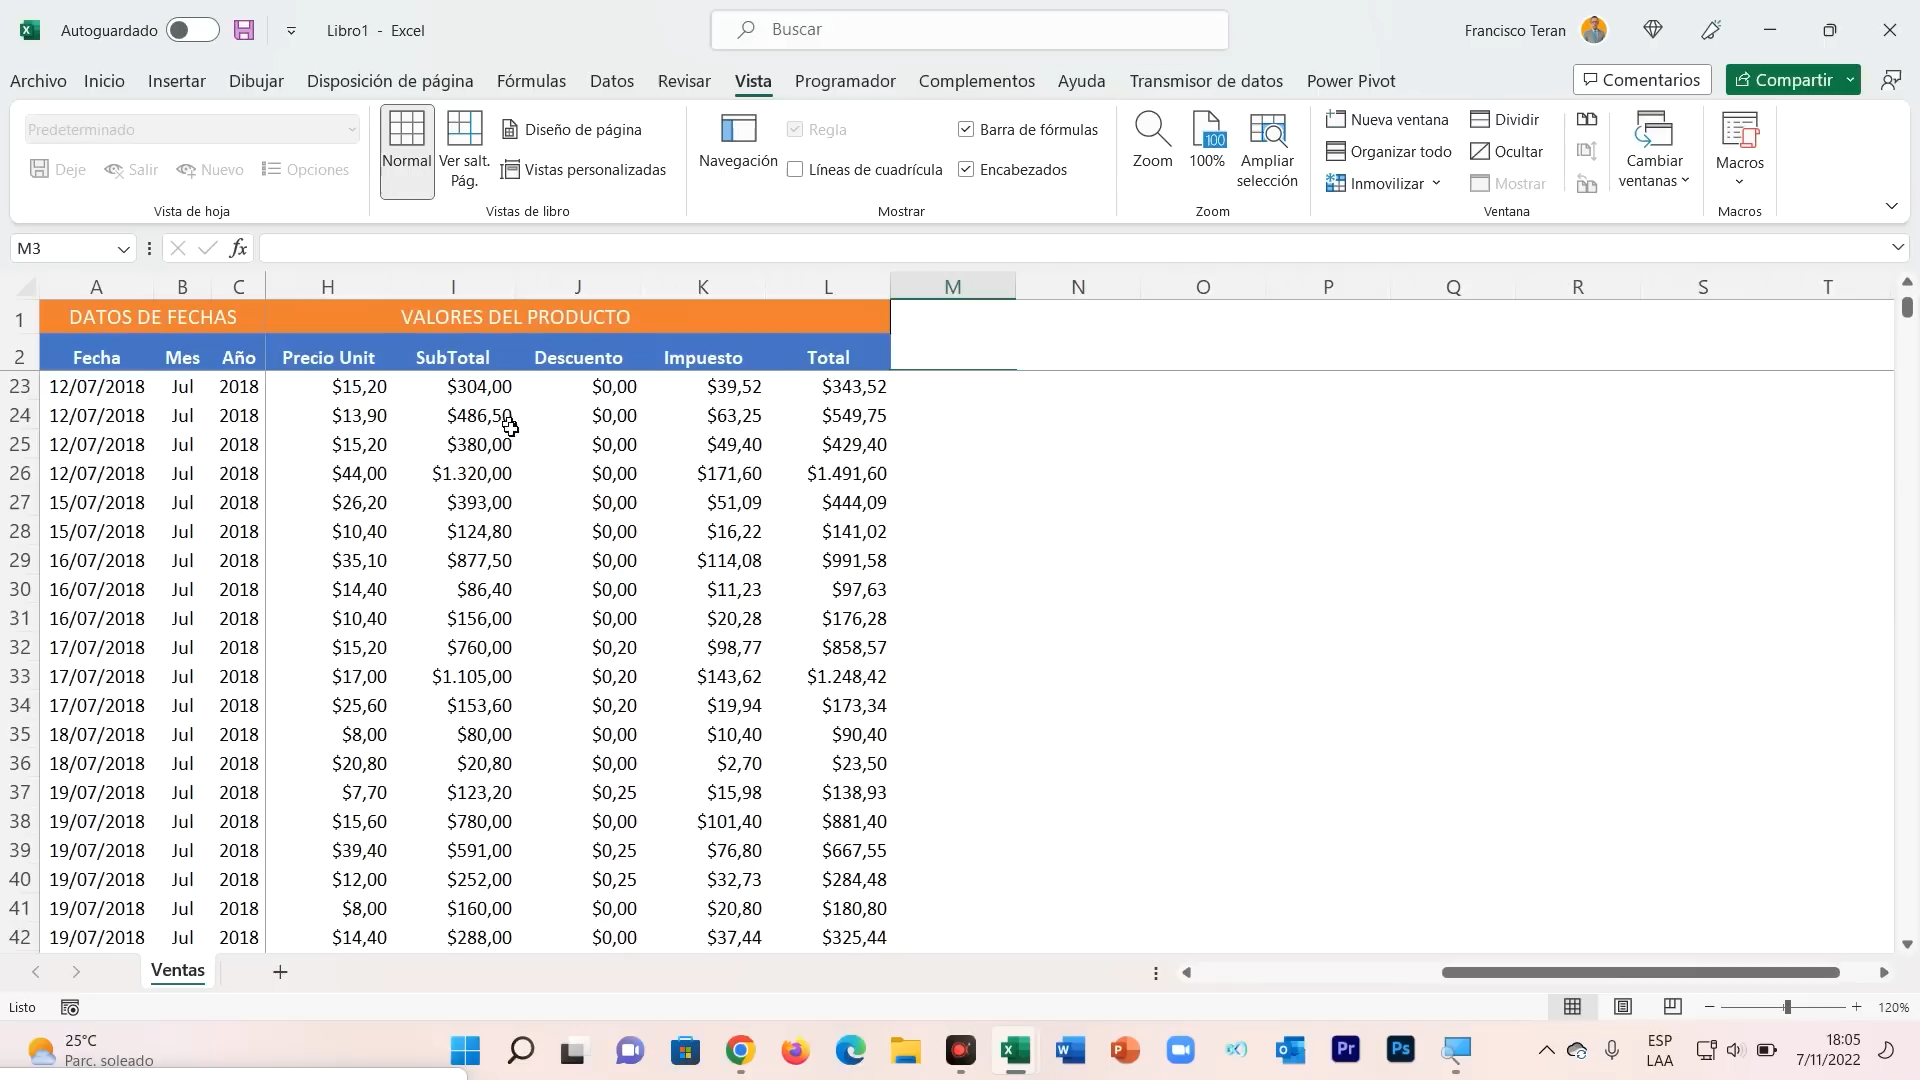 Autoguardado
Libro1 - Excel
Buscar
Francisco Teran
Archivo Inicio Insertar Dibujar Disposición de página Fórmulas Datos Revisar Vista Programador Complementos Ayuda Transmisor de datos Power Pivot
Comentarios
Compartir
Predeterminado
Deje Salir Nuevo Opciones
Vista de hoja
Normal
Ver salt. Pág.
Diseño de página
Vistas personalizadas
Vistas de libro
Navegación
Regla
Líneas de cuadrícula
Barra de fórmulas
Encabezados
Mostrar
Zoom
100
100%
Ampliar selección
Zoom
Nueva ventana
Organizar todo
Inmovilizar
Dividir
Ocultar
Mostrar
Cambiar ventanas
Ventana
Macros
Macros
M3
fx
A B C H I J K L M N O P Q R S T
1 DATOS DE FECHAS VALORES DEL PRODUCTO
2 Fecha Mes Año Precio Unit SubTotal Descuento Impuesto Total
23 12/07/2018 Jul 2018 $15,20 $304,00 $0,00 $39,52 $343,52
24 12/07/2018 Jul 2018 $13,90 $486,50 $0,00 $63,25 $549,75
25 12/07/2018 Jul 2018 $15,20 $380,00 $0,00 $49,40 $429,40
26 12/07/2018 Jul 2018 $44,00 $1.320,00 $0,00 $171,60 $1.491,60
27 15/07/2018 Jul 2018 $26,20 $393,00 $0,00 $51,09 $444,09
28 15/07/2018 Jul 2018 $10,40 $124,80 $0,00 $16,22 $141,02
29 16/07/2018 Jul 2018 $35,10 $877,50 $0,00 $114,08 $991,58
30 16/07/2018 Jul 2018 $14,40 $86,40 $0,00 $11,23 $97,63
31 16/07/2018 Jul 2018 $10,40 $156,00 $0,00 $20,28 $176,28
32 17/07/2018 Jul 2018 $15,20 $760,00 $0,20 $98,77 $858,57
33 17/07/2018 Jul 2018 $17,00 $1.105,00 $0,20 $143,62 $1.248,42
34 17/07/2018 Jul 2018 $25,60 $153,60 $0,20 $19,94 $173,34
35 18/07/2018 Jul 2018 $8,00 $80,00 $0,00 $10,40 $90,40
36 18/07/2018 Jul 2018 $20,80 $20,80 $0,00 $2,70 $23,50
37 19/07/2018 Jul 2018 $7,70 $123,20 $0,25 $15,98 $138,93
38 19/07/2018 Jul 2018 $15,60 $780,00 $0,00 $101,40 $881,40
39 19/07/2018 Jul 2018 $39,40 $591,00 $0,25 $76,80 $667,55
40 19/07/2018 Jul 2018 $12,00 $252,00 $0,25 $32,73 $284,48
41 19/07/2018 Jul 2018 $8,00 $160,00 $0,00 $20,80 $180,80
42 19/07/2018 Jul 2018 $14,40 $288,00 $0,00 $37,44 $325,44
Ventas
Listo
120%
25°C
Parc. soleado
Pr
Ps
ESP
LAA
18:05
7/11/2022